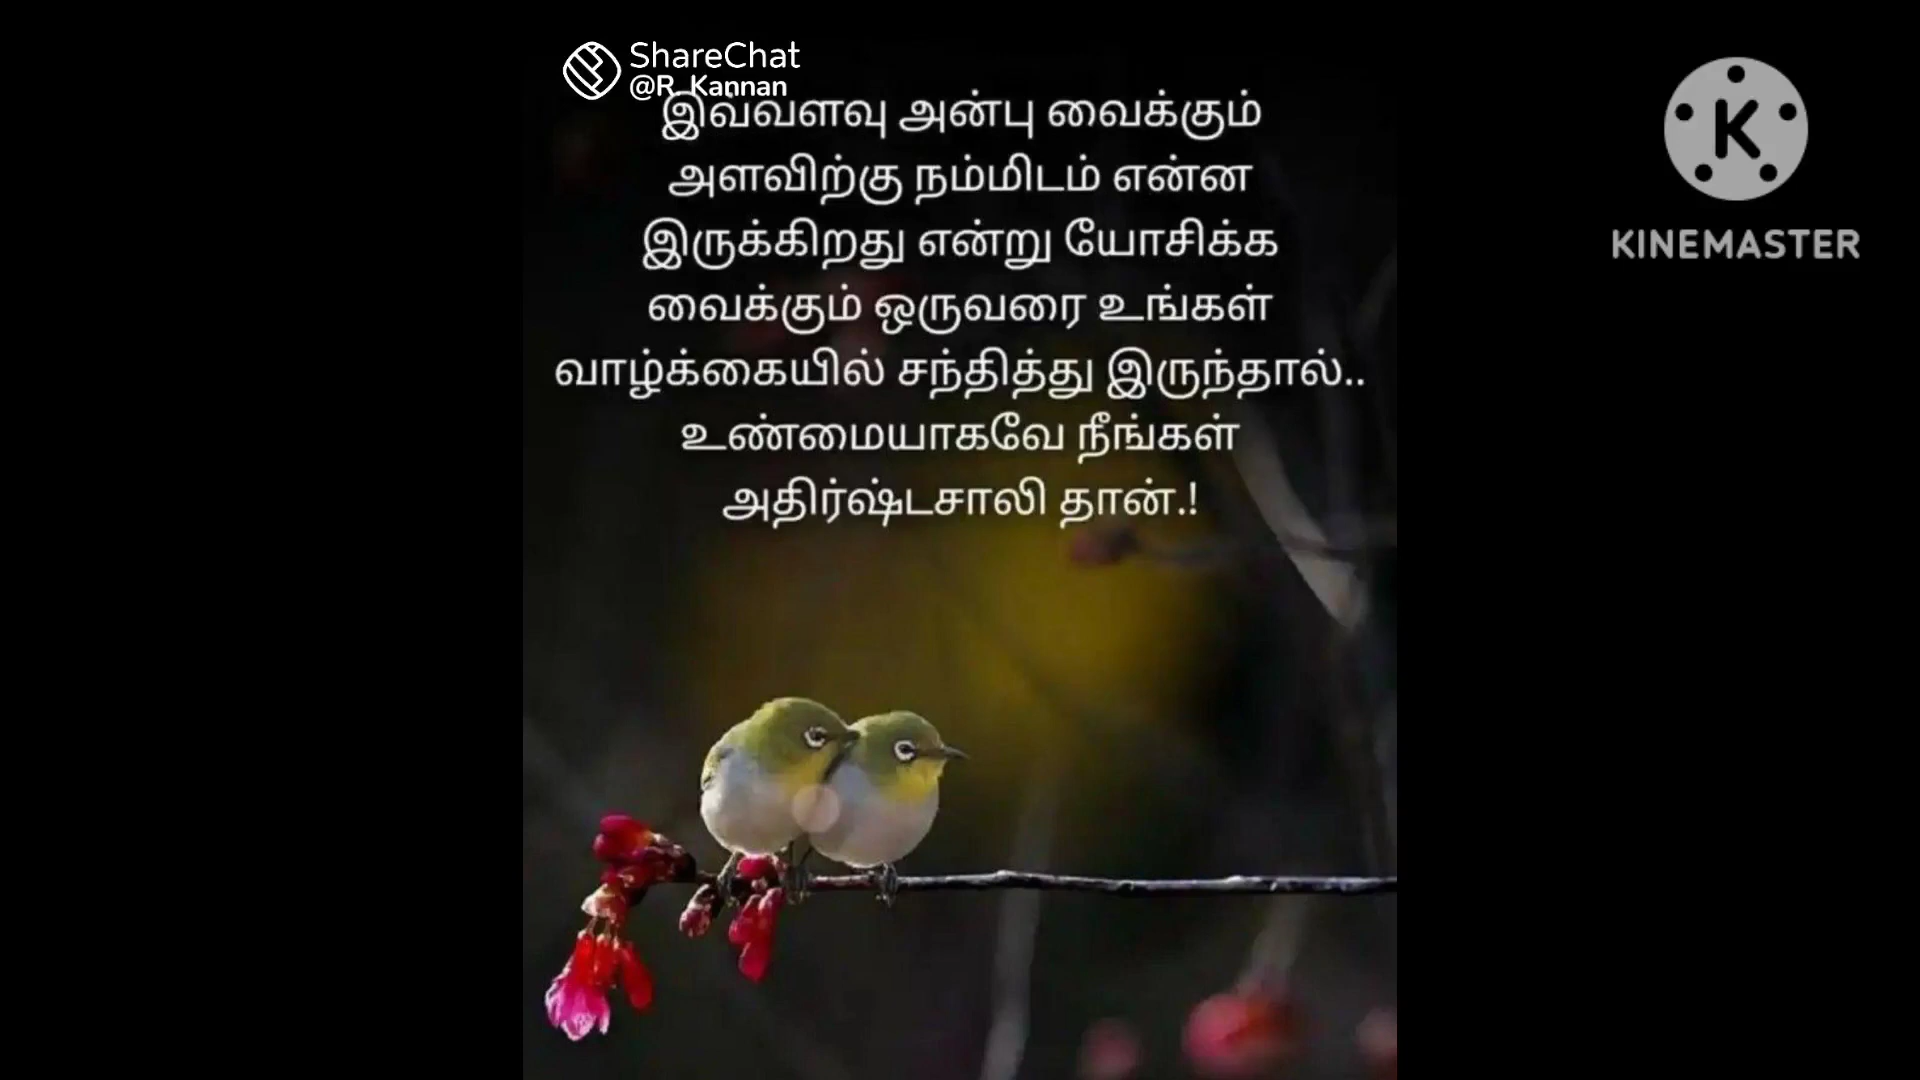 ShareChat
@R. Kannan
இவ்வளவு அன்பு வைக்கும்
அளவிற்கு நம்மிடம் என்ன
இருக்கிறது என்று யோசிக்க
வைக்கும் ஒருவரை உங்கள்
வாழ்க்கையில் சந்தித்து இருந்தால்..
உண்மையாகவே நீங்கள்
அதிர்ஷ்டசாலி தான்.!
K
KINEMASTER